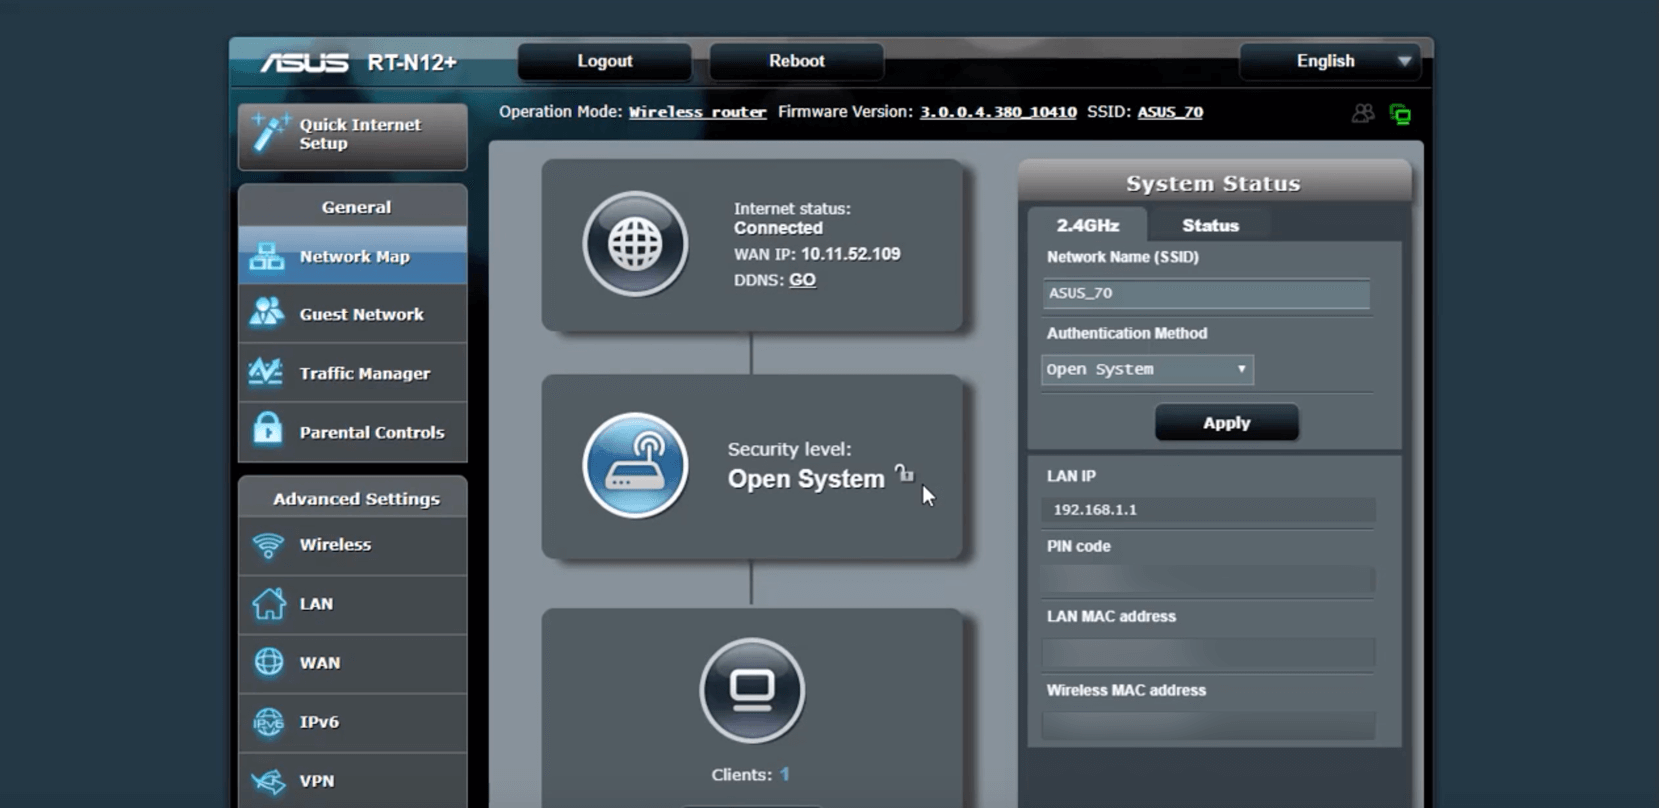 ASUS RT-N12+
Logout
Reboot
English
Operation Mode: Wireless router Firmware Version: 3.0.0.4.380_10410 SSID: ASUS_70
Quick Internet
Setup
General
Network Map
Guest Network
Traffic Manager
Parental Controls
Advanced Settings
Wireless
LAN
WAN
IPv6
IPv6
VPN
Internet status:
Connected
WAN IP: 10.11.52.109
DDNS: GO
Security level:
Open System
Clients: 1
System Status
2.4GHz
Status
Network Name (SSID)
ASUS_70
Authentication Method
Open System
Apply
LAN IP
192.168.1.1
PIN code
LAN MAC address
Wireless MAC address